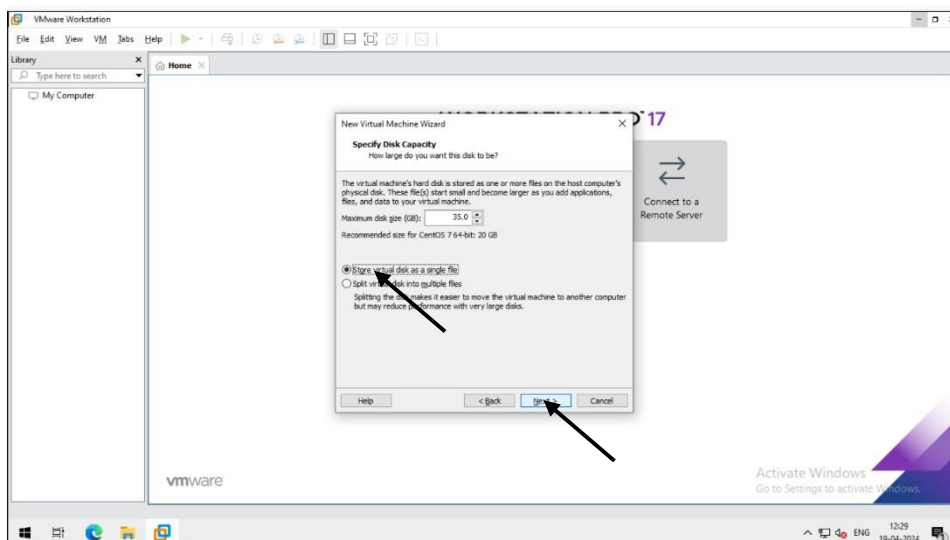 VMware Workstation
File Edit View VM Tabs Help
Library
Home
Type here to search
My Computer
17
New Virtual Machine Wizard
Specify Disk Capacity
How large do you want this disk to be?
The virtual machine's hard disk is stored as one or more files on the host computer's
physical disk. These file(s) start small and become larger as you add applications,
files, and data to your virtual machine.
Maximum disk size (GB): 35.0
Recommended size for CentOS 7 64-bit: 20 GB
Store virtual disk as a single file
Split virtual disk into multiple files
Splitting the disk makes it easier to move the virtual machine to another computer
but may reduce performance with very large disks.
Help < Back Next > Cancel
Connect to a
Remote Server
vmware
Activate Windows
Go to Settings to activate Windows.
ENG
12:29
19-04-2024